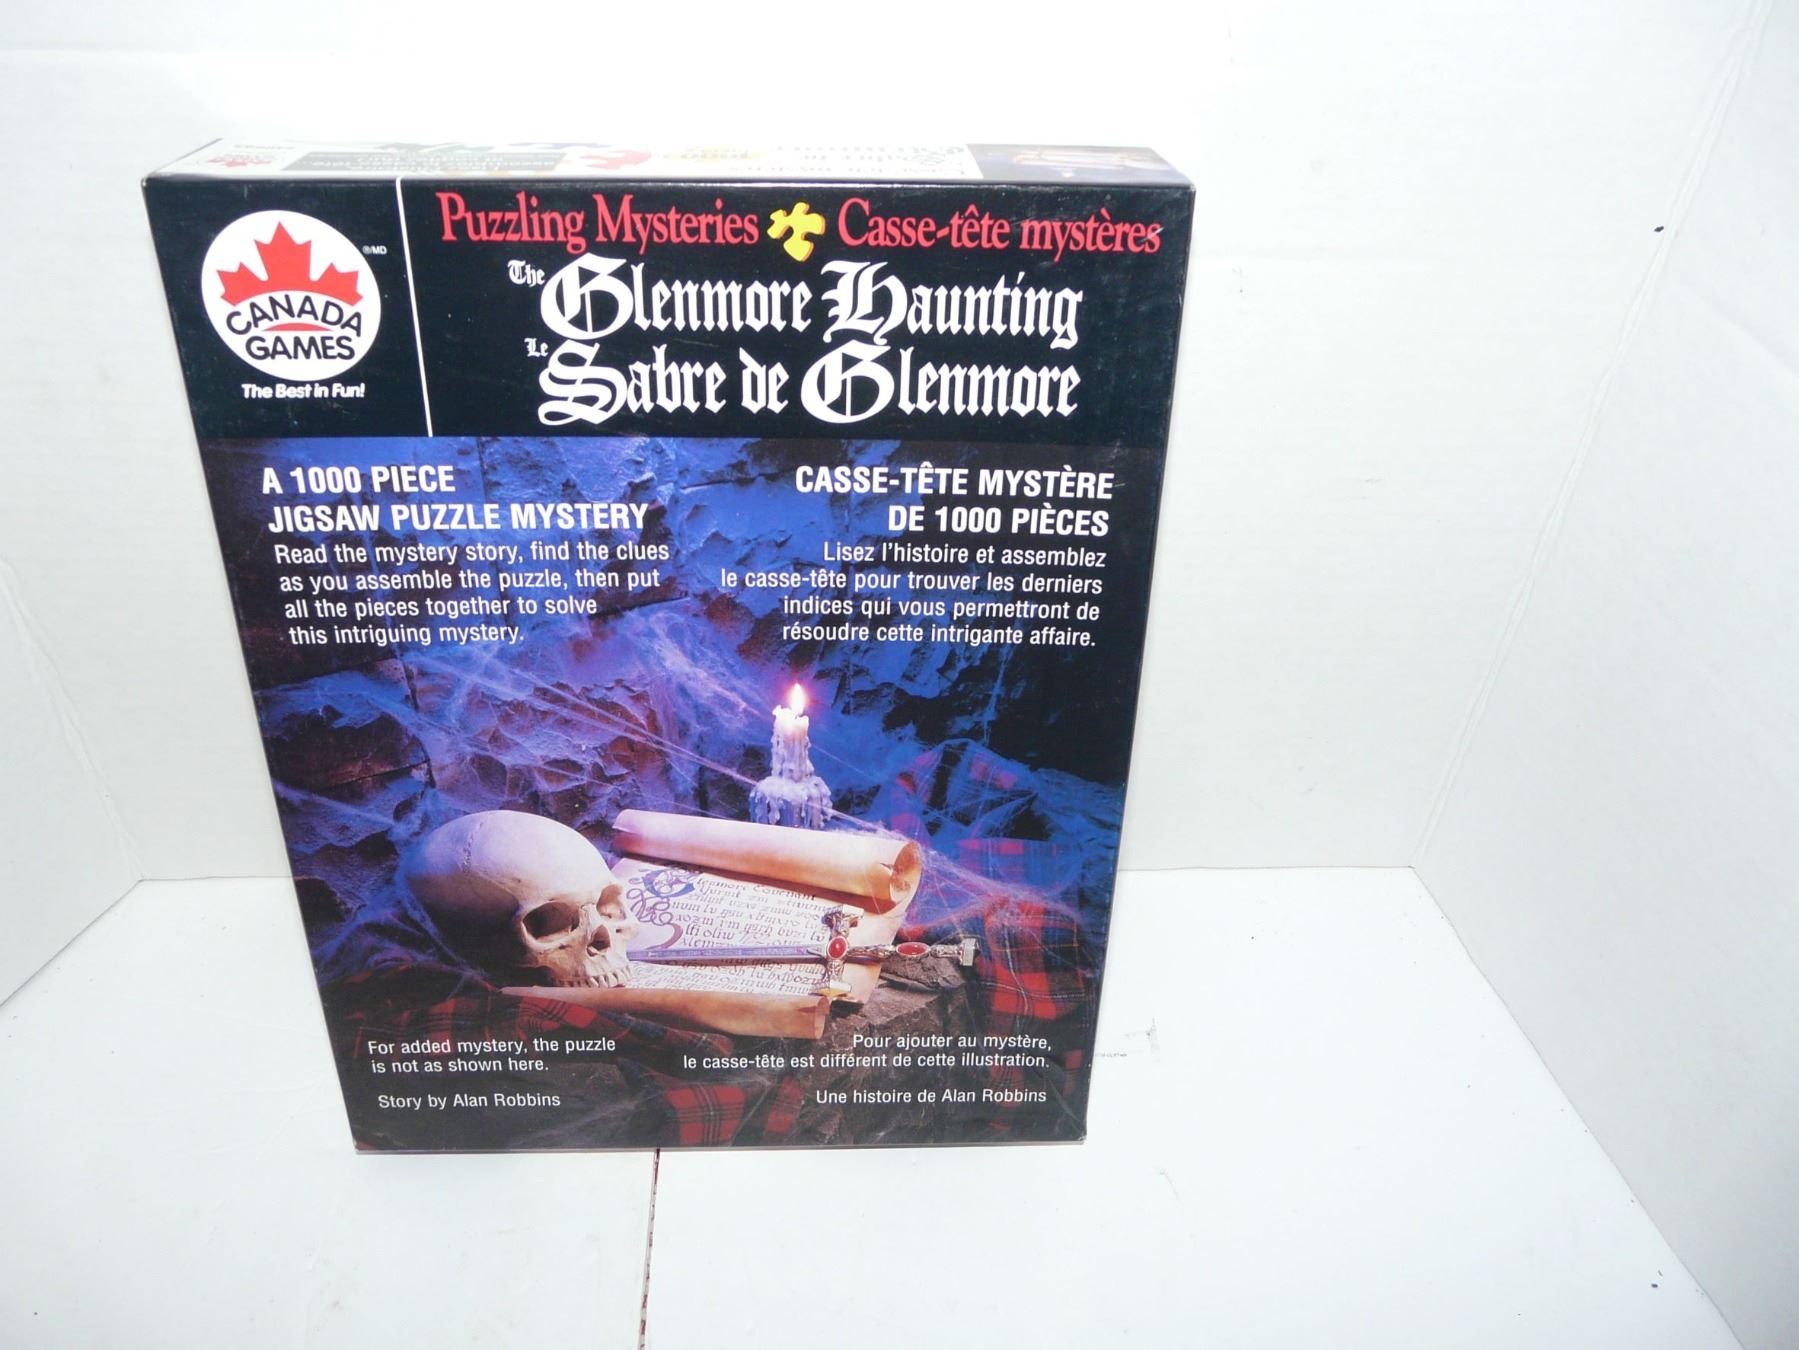 CANADA
GAMES
®/MD
The Best in Fun!
Puzzling Mysteries Casse-tête mystères
The Glenmore Haunting
Le Sabre de Glenmore
A 1000 PIECE
JIGSAW PUZZLE MYSTERY
Read the mystery story, find the clues
as you assemble the puzzle, then put
all the pieces together to solve
this intriguing mystery.
CASSE-TÊTE MYSTÈRE
DE 1000 PIÈCES
Lisez l'histoire et assemblez
le casse-tête pour trouver les derniers
indices qui vous permettront de
résoudre cette intrigante affaire.
Glenmore Covenant
For added mystery, the puzzle
is not as shown here.
Story by Alan Robbins
Pour ajouter au mystère,
le casse-tête est différent de cette illustration.
Une histoire de Alan Robbins